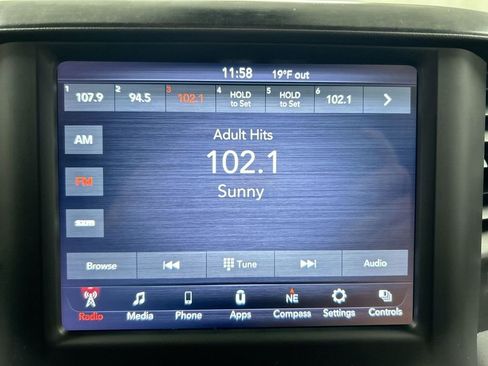 11:58 19°F out
1 107.9 2 94.5 3 102.1 4 HOLD to Set 5 HOLD to Set 6 102.1
AM
Adult Hits
102.1
FM
Sunny
sxm
Browse Tune Audio
NE
Radio Media Phone Apps Compass Settings Controls